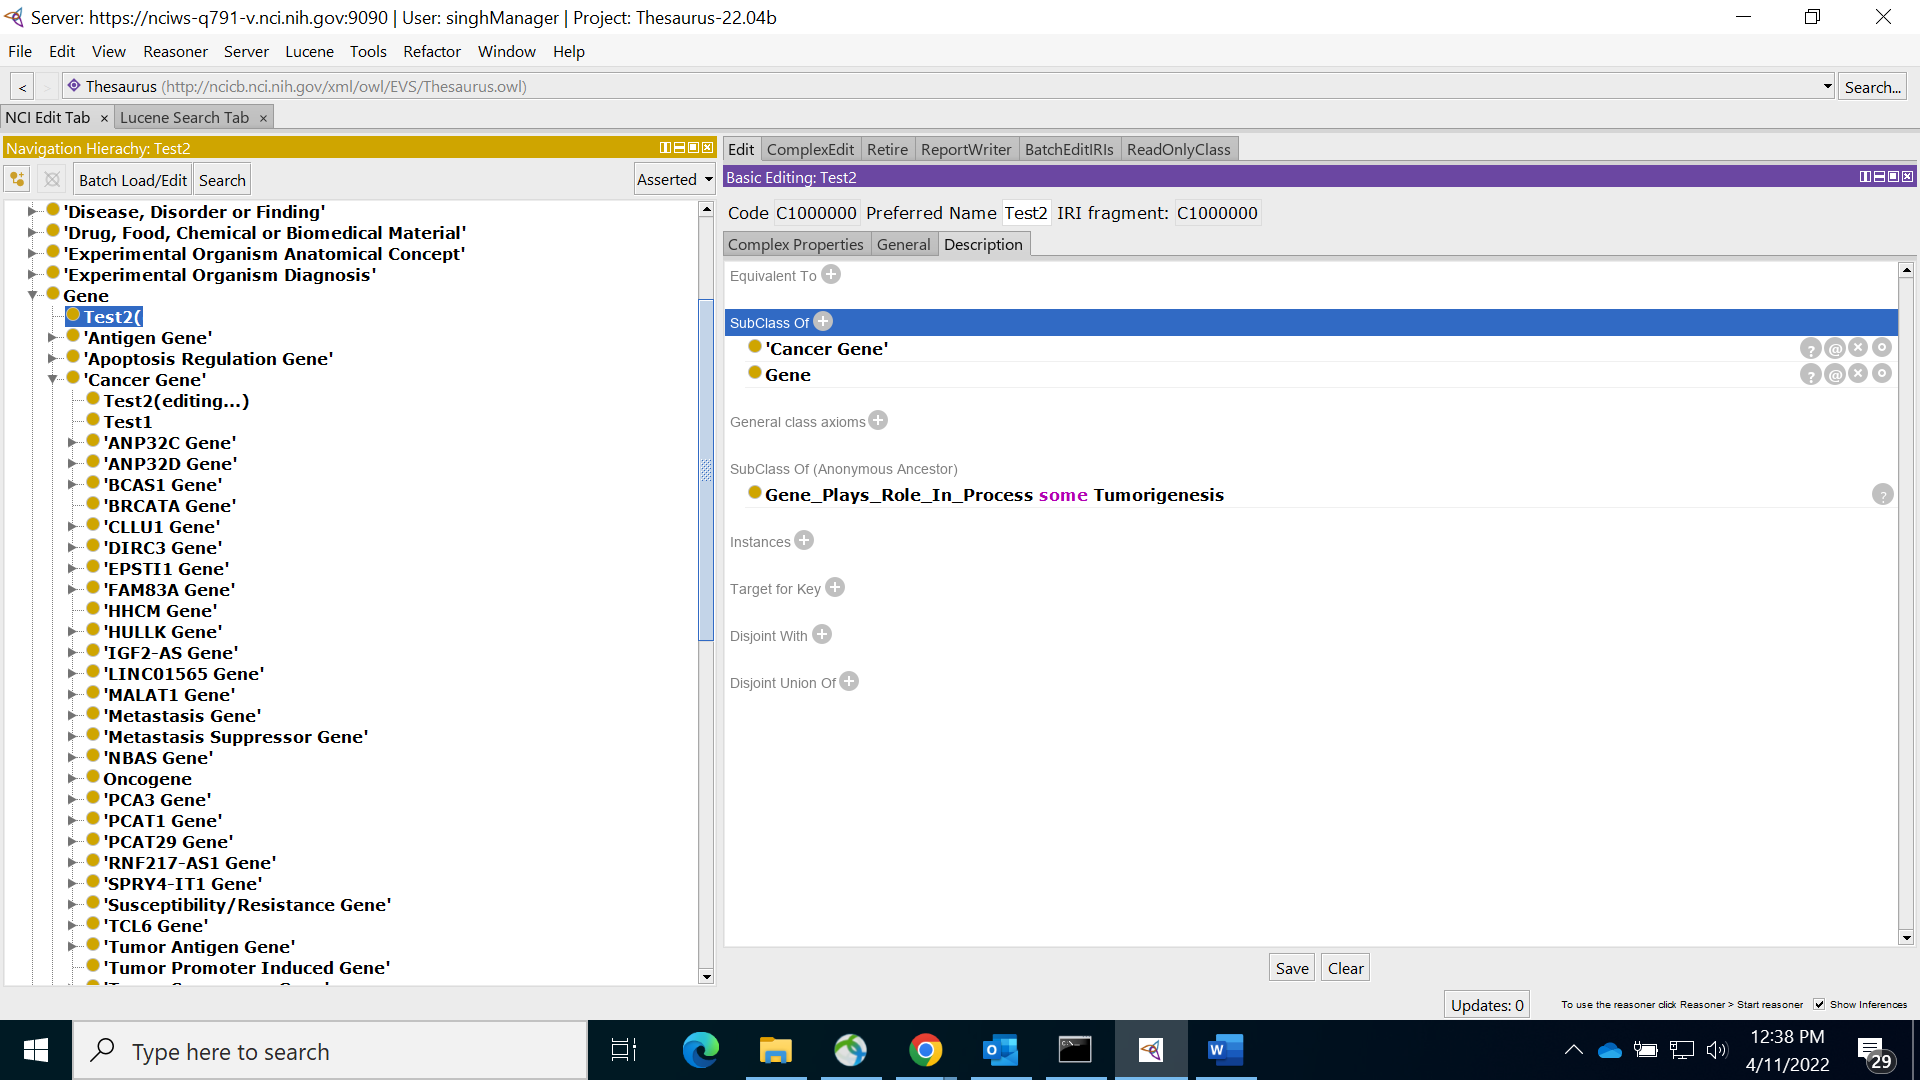 Server: https://nciws-q791-v.nci.nih.gov:9090 | User: singhManager | Project: Thesaurus-22.04b
File Edit View Reasoner Server Lucene Tools Refactor Window Help
< > Thesaurus (http://ncicb.nci.nih.gov/xml/owl/EVS/Thesaurus.owl) Search...
NCI Edit Tab × Lucene Search Tab ×
Navigation Hierachy: Test2
Batch Load/Edit Search Asserted
'Disease, Disorder or Finding'
'Drug, Food, Chemical or Biomedical Material'
'Experimental Organism Anatomical Concept'
'Experimental Organism Diagnosis'
Gene
Test2(
'Antigen Gene'
'Apoptosis Regulation Gene'
'Cancer Gene'
Test2(editing...)
Test1
'ANP32C Gene'
'ANP32D Gene'
'BCAS1 Gene'
'BRCATA Gene'
'CLLU1 Gene'
'DIRC3 Gene'
'EPSTI1 Gene'
'FAM83A Gene'
'HHCM Gene'
'HULLK Gene'
'IGF2-AS Gene'
'LINC01565 Gene'
'MALAT1 Gene'
'Metastasis Gene'
'Metastasis Suppressor Gene'
'NBAS Gene'
Oncogene
'PCA3 Gene'
'PCAT1 Gene'
'PCAT29 Gene'
'RNF217-AS1 Gene'
'SPRY4-IT1 Gene'
'Susceptibility/Resistance Gene'
'TCL6 Gene'
'Tumor Antigen Gene'
'Tumor Promoter Induced Gene'
Edit ComplexEdit Retire ReportWriter BatchEditIRIs ReadOnlyClass
Basic Editing: Test2
Code C1000000 Preferred Name Test2 IRI fragment: C1000000
Complex Properties General Description
Equivalent To
SubClass Of
'Cancer Gene'
Gene
General class axioms
SubClass Of (Anonymous Ancestor)
Gene_Plays_Role_In_Process some Tumorigenesis
Instances
Target for Key
Disjoint With
Disjoint Union Of
Save Clear
Updates: 0 To use the reasoner click Reasoner > Start reasoner Show Inferences
Type here to search
12:38 PM
4/11/2022
29